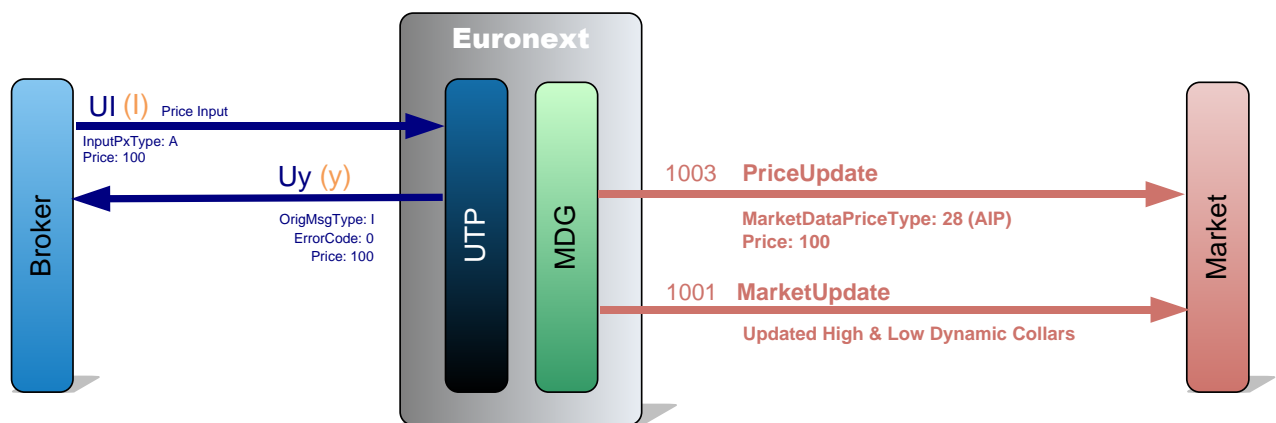 Euronext
Broker
UI (I) Price Input
InputPxType: A
Price: 100
Uy (y)
OrigMsgType: I
ErrorCode: 0
Price: 100
UTP
MDG
1003 PriceUpdate
MarketDataPriceType: 28 (AIP)
Price: 100
1001 MarketUpdate
Updated High & Low Dynamic Collars
Market